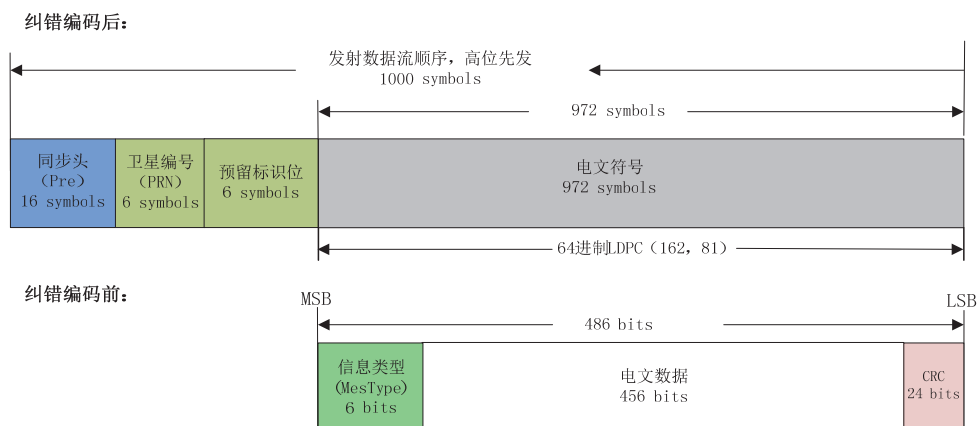 纠错编码后：
发射数据流顺序，高位先发
1000 symbols
972 symbols
同步头
（Pre）
16 symbols
卫星编号
（PRN）
6 symbols
预留标识位
6 symbols
电文符号
972 symbols
64进制LDPC（162，81）
纠错编码前：
MSB
LSB
486 bits
信息类型
(MesType)
6 bits
电文数据
456 bits
CRC
24 bits